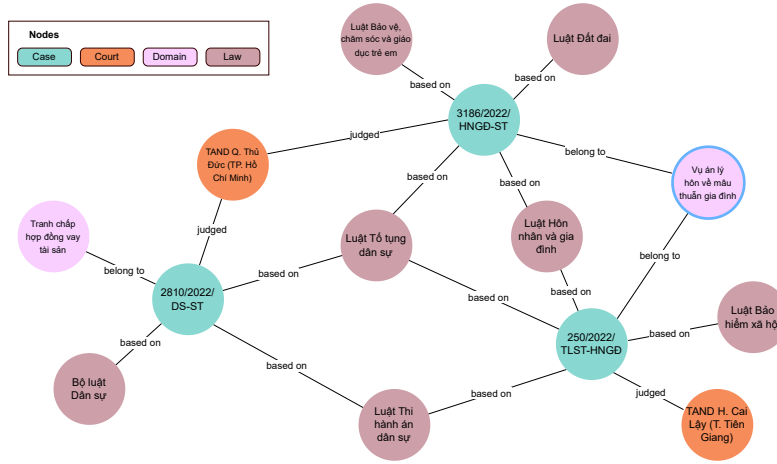 Nodes
Case
Court
Domain
Law
Luật Bảo vệ,
chăm sóc và giáo
dục trẻ em
Luật Đất đai
based on
based on
3186/2022/
HNGĐ-ST
judged
belong to
TAND Q. Thủ
Đức (TP. Hồ
Chí Minh)
based on
based on
Vụ án lý
hôn về mâu
thuẫn gia đình
Tranh chấp
hợp đồng vay
tài sản
judged
Luật Tố tụng
dân sự
Luật Hôn
nhân và gia
đình
belong to
belong to
based on
based on
based on
2810/2022/
DS-ST
Luật Bảo
hiểm xã hộ
based on
250/2022/
TLST-HNGĐ
based on
based on
based on
judged
Bộ luật
Dân sự
Luật Thi
hành án
dân sự
TAND H. Cai
Lậy (T. Tiên
Giang)